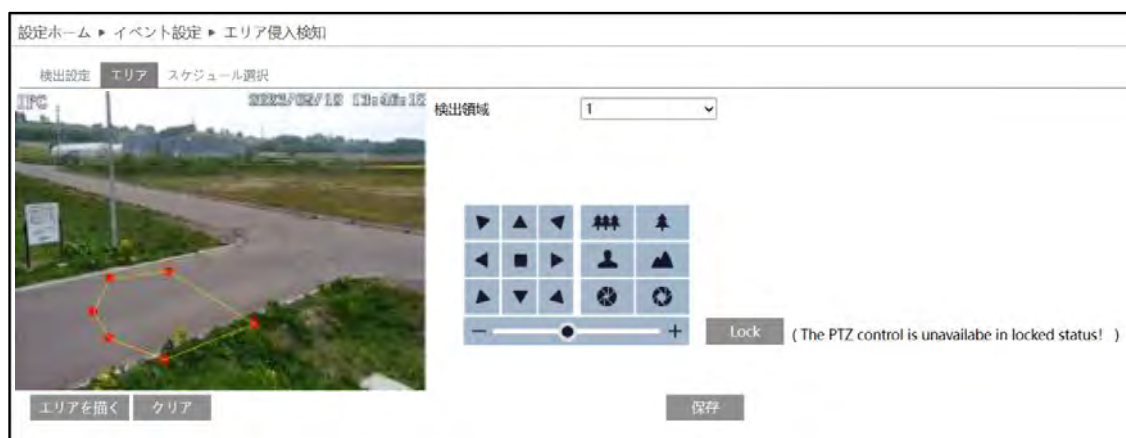 設定ホーム ▶ イベント設定 ▶ エリア侵入検知
検出設定 エリア スケジュール選択
IPC
検出領域 1
Lock ( The PTZ control is unavailabe in locked status! )
エリアを描く クリア 保存